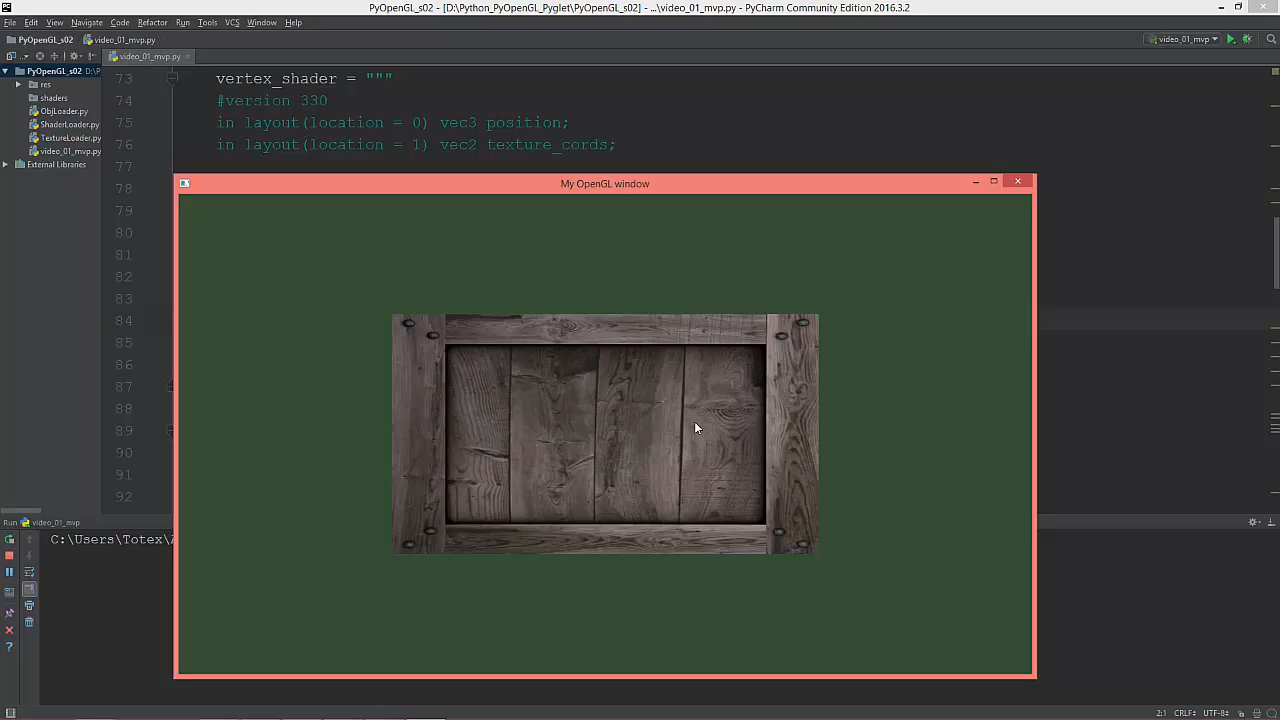 PyOpenGL_s02 - [D:\Python_PyOpenGL_Pyglet\PyOpenGL_s02] - ...\video_01_mvp.py - PyCharm Community Edition 2016.3.2
File Edit View Navigate Code Refactor Run Tools VCS Window Help
PyOpenGL_s02 video_01_mvp.py video_01_mvp
video_01_mvp.py
PyOpenGL_s02 D:\P
res
shaders
ObjLoader.py
ShaderLoader.py
TextureLoader.py
video_01_mvp.py
External Libraries
73 vertex_shader = """
74 #version 330
75 in layout(location = 0) vec3 position;
76 in layout(location = 1) vec2 texture_cords;
77
78
79
80
81
82
83
84
85
86
87
88
89
90
91
92
My OpenGL window
Run video_01_mvp
C:\Users\Totex\
2:1 CRLF UTF-8